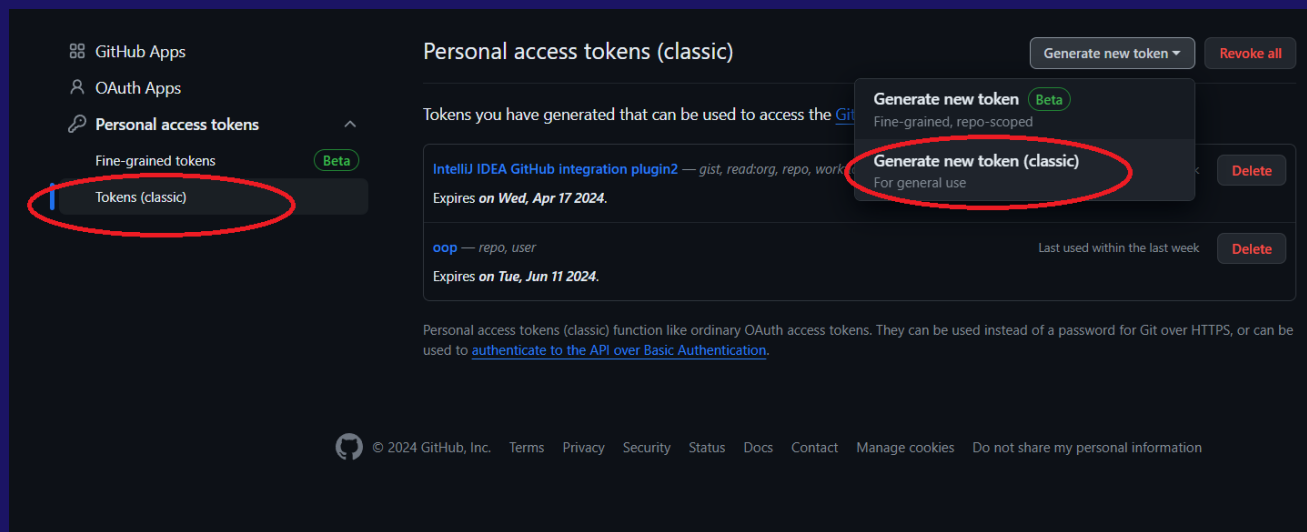 GitHub Apps
OAuth Apps
Personal access tokens
Fine-grained tokens Beta
Tokens (classic)
Personal access tokens (classic)
Generate new token
Revoke all
Generate new token Beta
Fine-grained, repo-scoped
Generate new token (classic)
For general use
Tokens you have generated that can be used to access the
IntelliJ IDEA GitHub integration plugin2 — gist, read:org, repo,
Delete
Expires on Wed, Apr 17 2024.
oop — repo, user
Last used within the last week
Delete
Expires on Tue, Jun 11 2024.
Personal access tokens (classic) function like ordinary OAuth access tokens. They can be used instead of a password for Git over HTTPS, or can be
used to authenticate to the API over Basic Authentication.
© 2024 GitHub, Inc. Terms Privacy Security Status Docs Contact Manage cookies Do not share my personal information